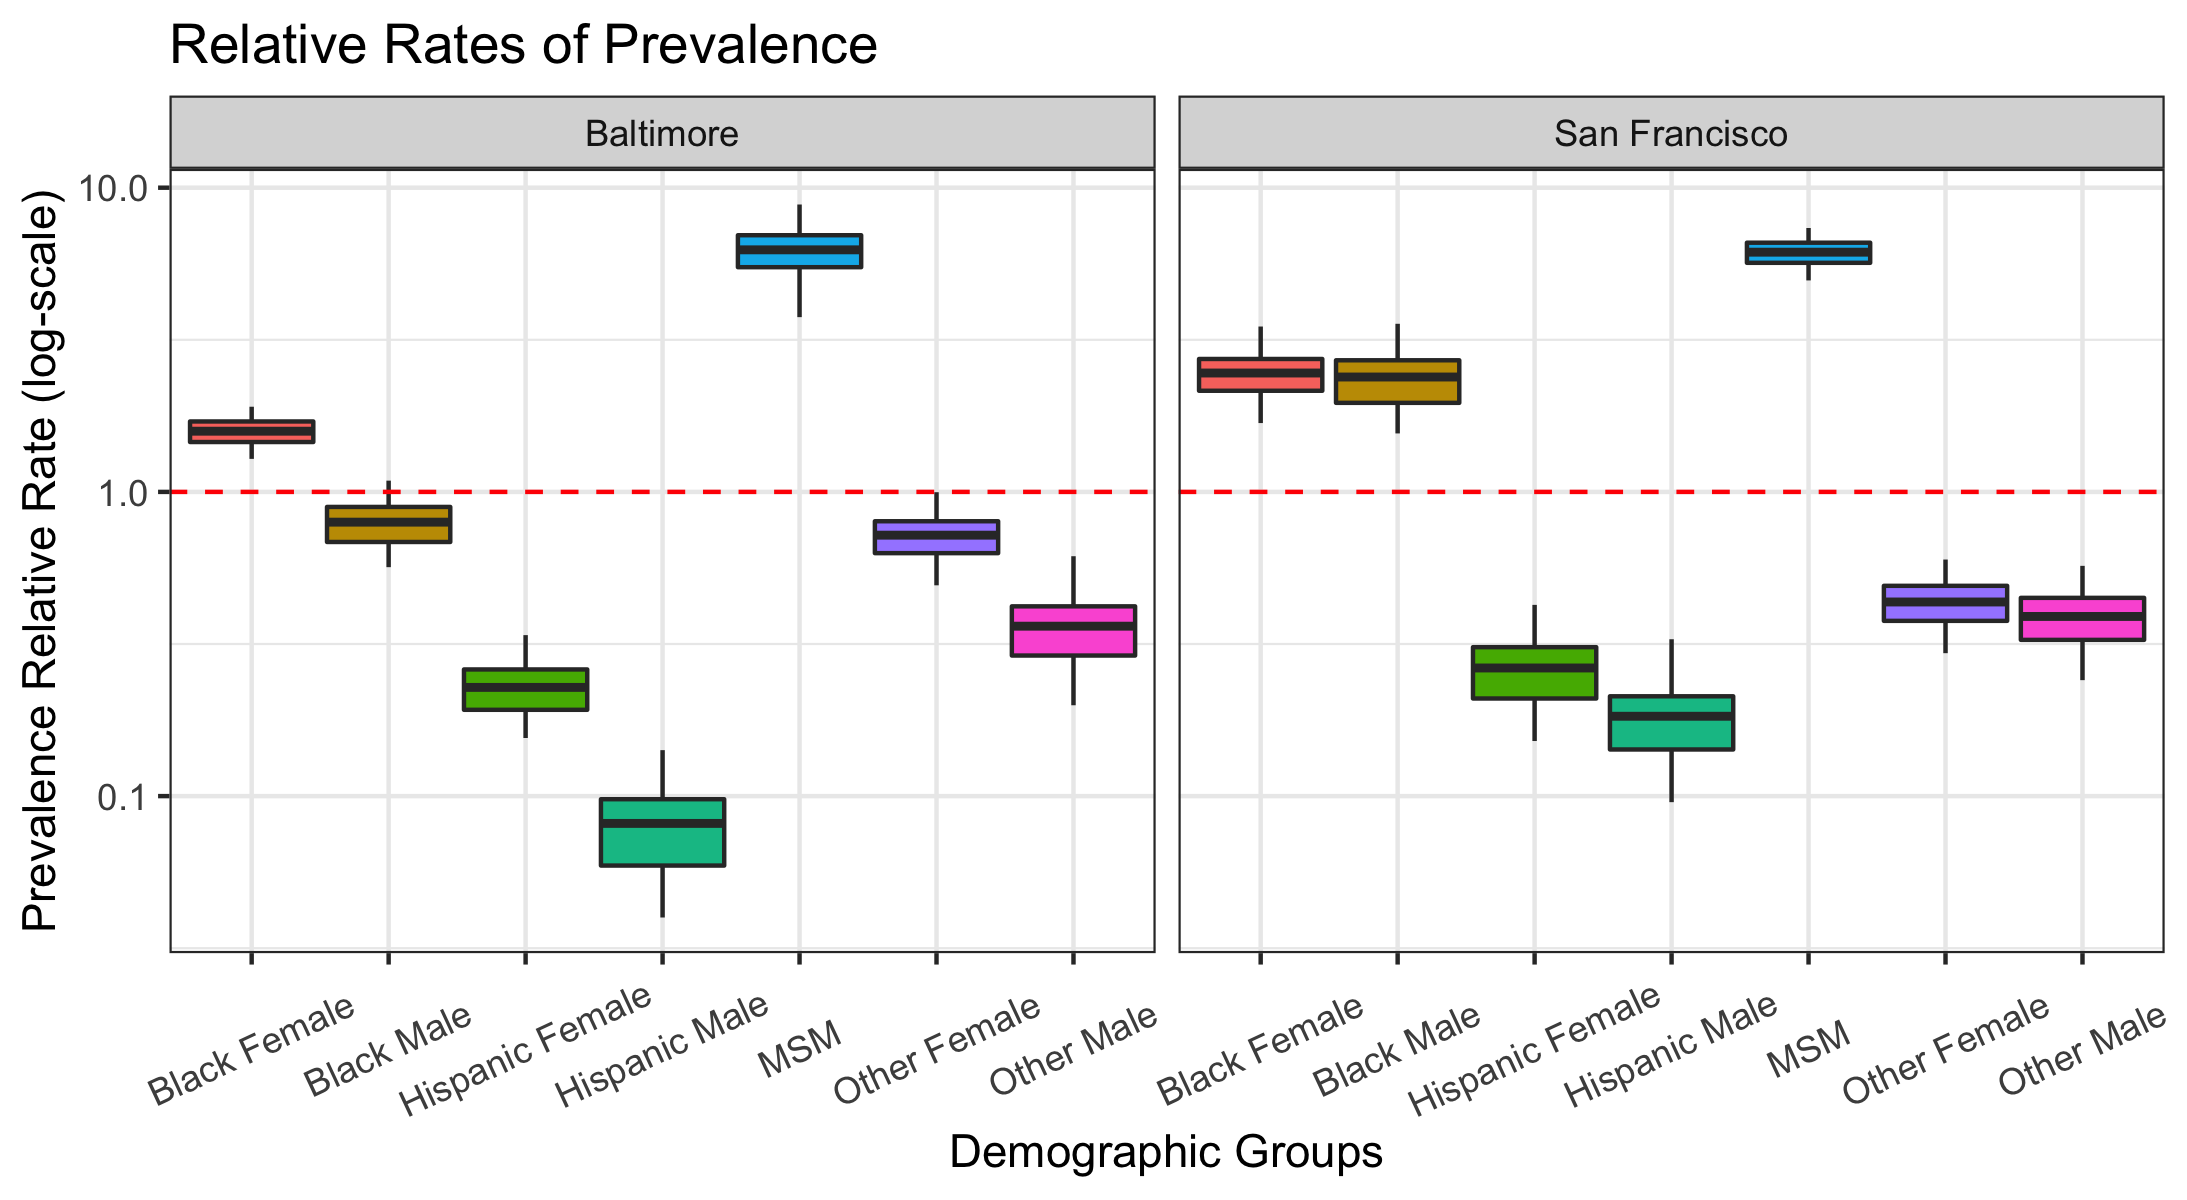 Relative Rates of Prevalence
Baltimore
San Francisco
Prevalence Relative Rate (log-scale)
10.0
1.0
0.1
Black Female
Black Male
Hispanic Female
Hispanic Male
MSM
Other Female
Other Male
Black Female
Black Male
Hispanic Female
Hispanic Male
MSM
Other Female
Other Male
Demographic Groups